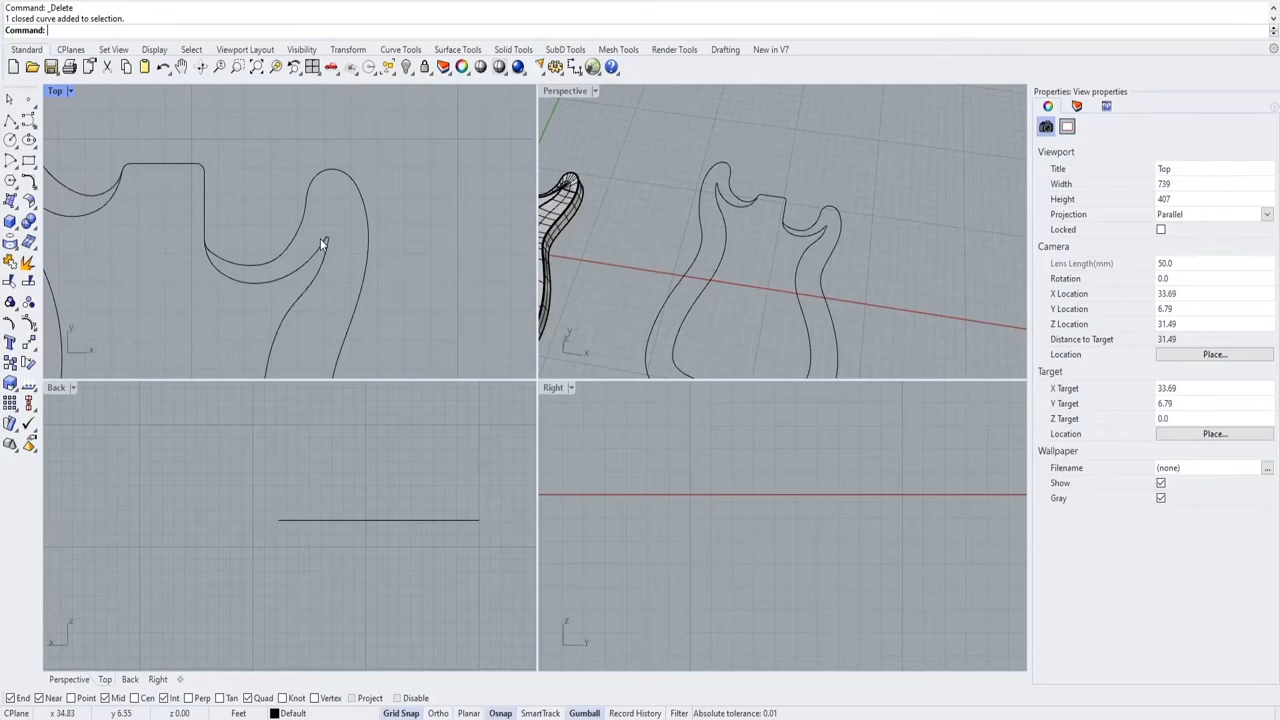 Command: _Delete
1 closed curve added to selection.
Command:
Standard CPlanes Set View Display Select Viewport Layout Visibility Transform Curve Tools Surface Tools Solid Tools SubD Tools Mesh Tools Render Tools Drafting New in V7
Top
Perspective
Properties: View properties
Viewport
Title Top
Width 739
Height 407
Projection Parallel
Locked
Camera
Lens Length(mm) 50.0
Rotation 0.0
X Location 33.69
Y Location 6.79
Z Location 31.49
Distance to Target 31.49
Location Place...
Target
X Target 33.69
Y Target 6.79
Z Target 0.0
Location Place...
Wallpaper
Filename (none) ...
Show
Gray
y
x
y
x
Back
Right
z
x
z
y
Perspective Top Back Right
End Near Point Mid Cen Int Perp Tan Quad Knot Vertex Project Disable
CPlane x 34.83 y 6.55 z 0.00 Feet Default Grid Snap Ortho Planar Osnap SmartTrack Gumball Record History Filter Absolute tolerance: 0.01